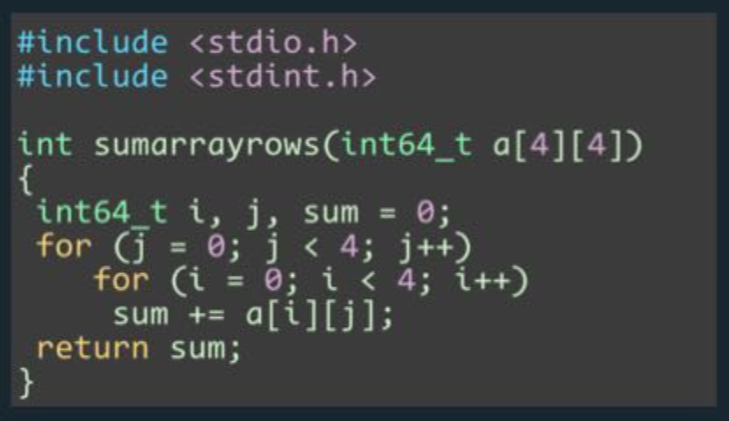 #include <stdio.h>
#include <stdint.h>

int sumarrayrows(int64_t a[4][4])
{
 int64_t i, j, sum = 0;
 for (j = 0; j < 4; j++)
    for (i = 0; i < 4; i++)
     sum += a[i][j];
 return sum;
}